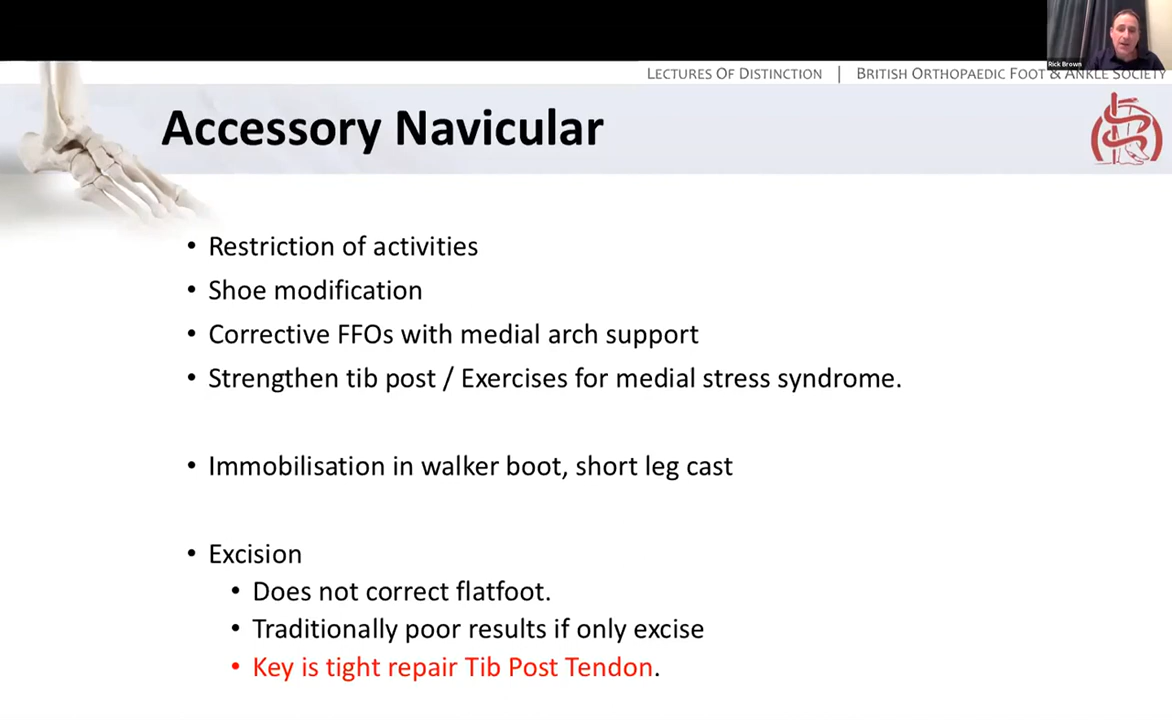 Rick Brown
LECTURES OF DISTINCTION | BRITISH ORTHOPAEDIC FOOT & ANKLE SOCIETY
Accessory Navicular
• Restriction of activities
• Shoe modification
• Corrective FFOs with medial arch support
• Strengthen tib post / Exercises for medial stress syndrome.
• Immobilisation in walker boot, short leg cast
• Excision
• Does not correct flatfoot.
• Traditionally poor results if only excise
• Key is tight repair Tib Post Tendon.